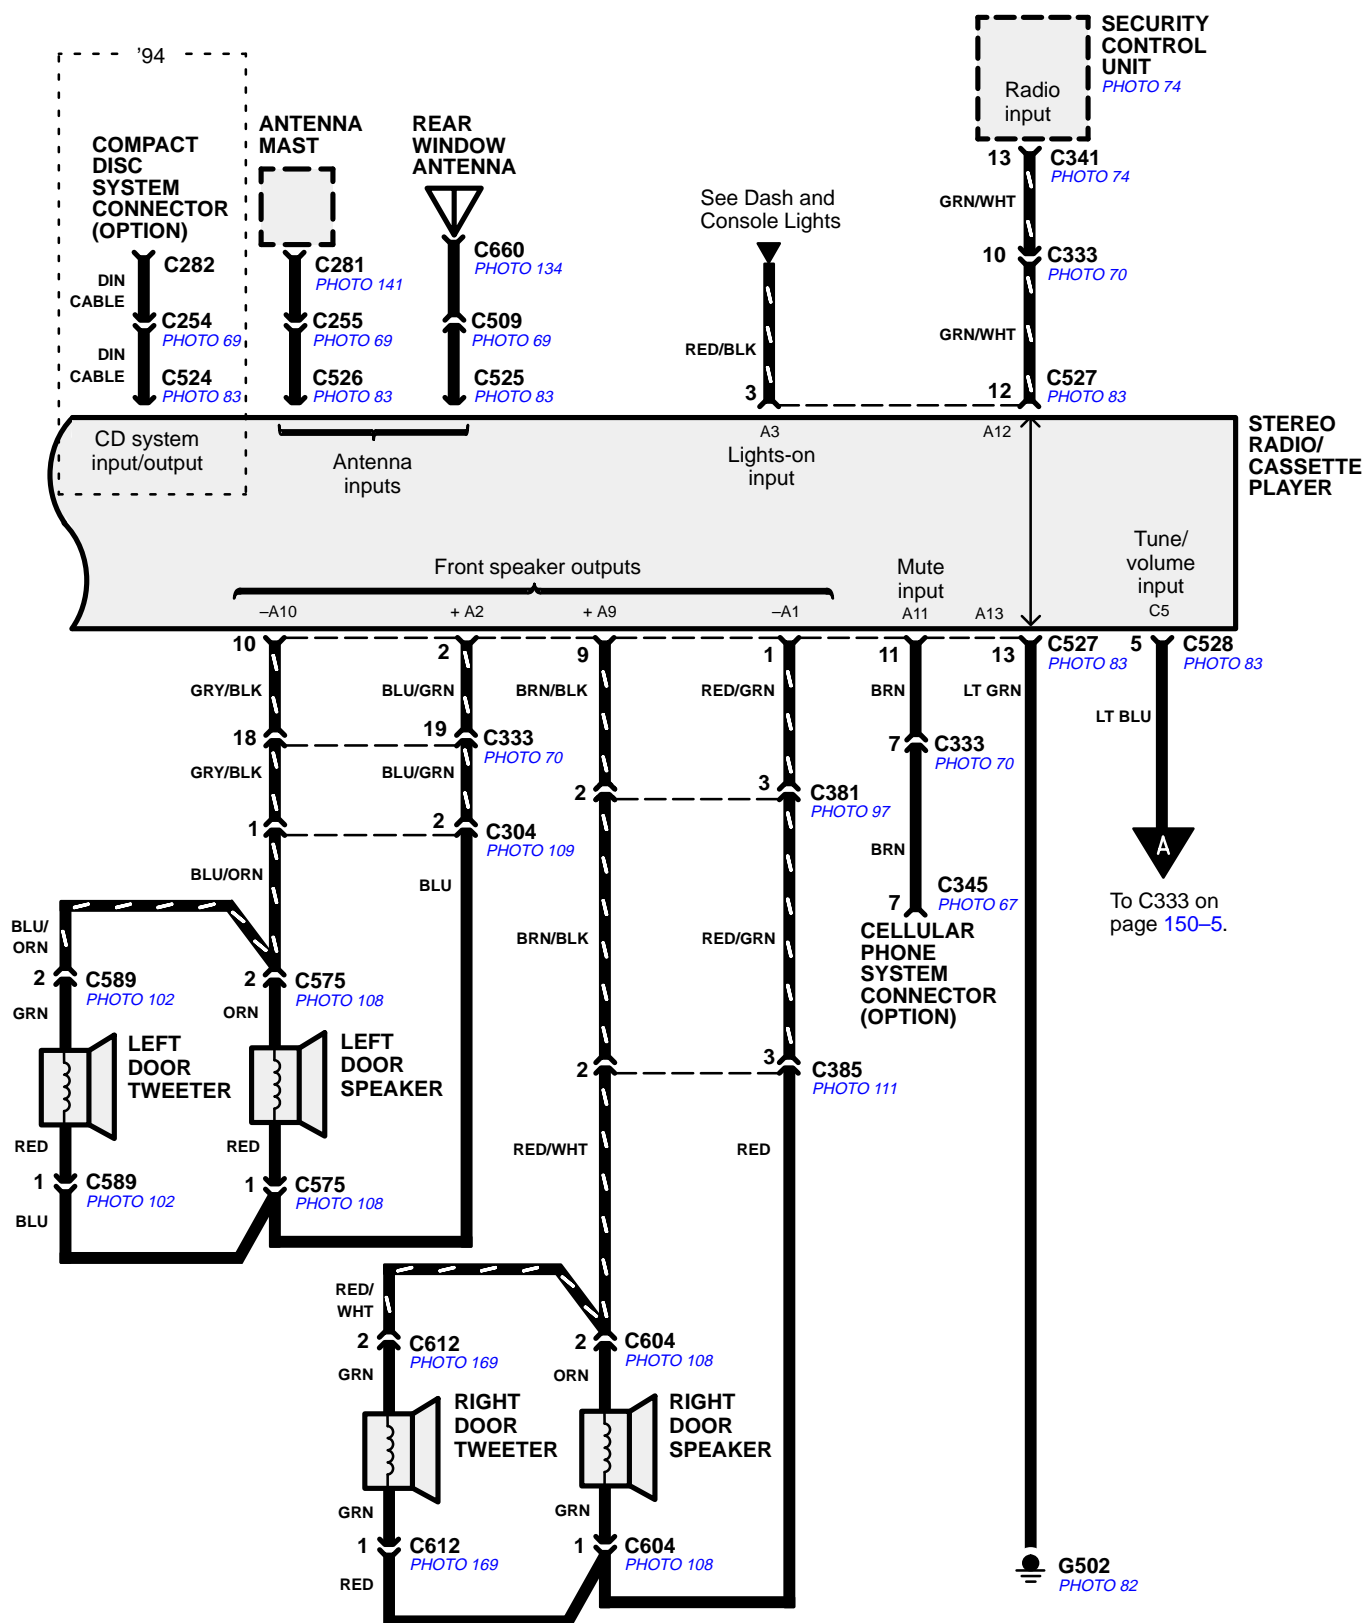 '94
COMPACT
DISC
SYSTEM
CONNECTOR
(OPTION)
ANTENNA
MAST
REAR
WINDOW
ANTENNA
See Dash and
Console Lights
SECURITY
CONTROL
UNIT
PHOTO 74
Radio
input
13 C341
PHOTO 74
GRN/WHT
10 C333
PHOTO 70
GRN/WHT
12 C527
PHOTO 83
C282
DIN
CABLE
C254
PHOTO 69
DIN
CABLE
C524
PHOTO 83
C281
PHOTO 141
C255
PHOTO 69
C526
PHOTO 83
C660
PHOTO 134
C509
PHOTO 69
C525
PHOTO 83
RED/BLK
3
STEREO
RADIO/
CASSETTE
PLAYER
CD system
input/output
Antenna
inputs
A3
Lights-on
input
A12
Front speaker outputs
Mute
input
Tune/
volume
input
–A10 + A2 + A9 –A1 A11 A13 C5
10 2 9 1 11 13 C527 5 C528
PHOTO 83 PHOTO 83
GRY/BLK BLU/GRN BRN/BLK RED/GRN BRN LT GRN LT BLU
18 19 C333
PHOTO 70
7 C333
PHOTO 70
GRY/BLK BLU/GRN
2 3 C381
PHOTO 97
1 2 C304
PHOTO 109
BRN
A
BLU/ORN BLU
7 C345
PHOTO 67
CELLULAR
PHONE
SYSTEM
CONNECTOR
(OPTION)
To C333 on
page 150–5.
BLU/
ORN
BRN/BLK RED/GRN
2 C589
PHOTO 102
2 C575
PHOTO 108
GRN ORN
LEFT
DOOR
TWEETER
LEFT
DOOR
SPEAKER
2 3 C385
PHOTO 111
RED RED RED/WHT RED
1 C589
PHOTO 102
1 C575
PHOTO 108
BLU
RED/
WHT
2 C612
PHOTO 169
2 C604
PHOTO 108
GRN ORN
RIGHT
DOOR
TWEETER
RIGHT
DOOR
SPEAKER
GRN GRN
1 C612
PHOTO 169
1 C604
PHOTO 108
RED
G502
PHOTO 82